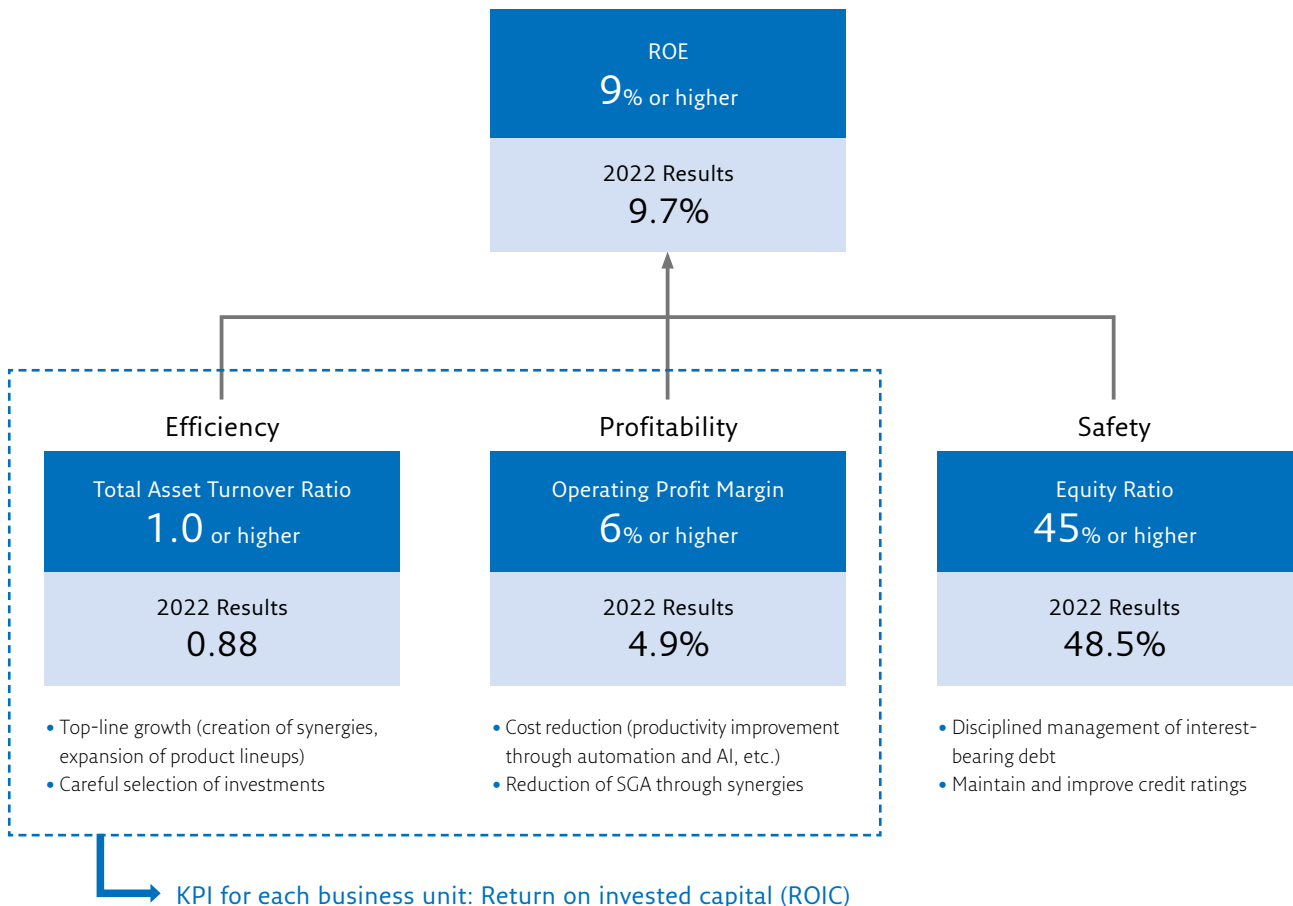 ROE
9% or higher
2022 Results
9.7%
Efficiency
Total Asset Turnover Ratio
1.0 or higher
2022 Results
0.88
• Top-line growth (creation of synergies,
expansion of product lineups)
• Careful selection of investments
Profitability
Operating Profit Margin
6% or higher
2022 Results
4.9%
• Cost reduction (productivity improvement
through automation and AI, etc.)
• Reduction of SGA through synergies
Safety
Equity Ratio
45% or higher
2022 Results
48.5%
• Disciplined management of interest-
bearing debt
• Maintain and improve credit ratings
KPI for each business unit: Return on invested capital (ROIC)